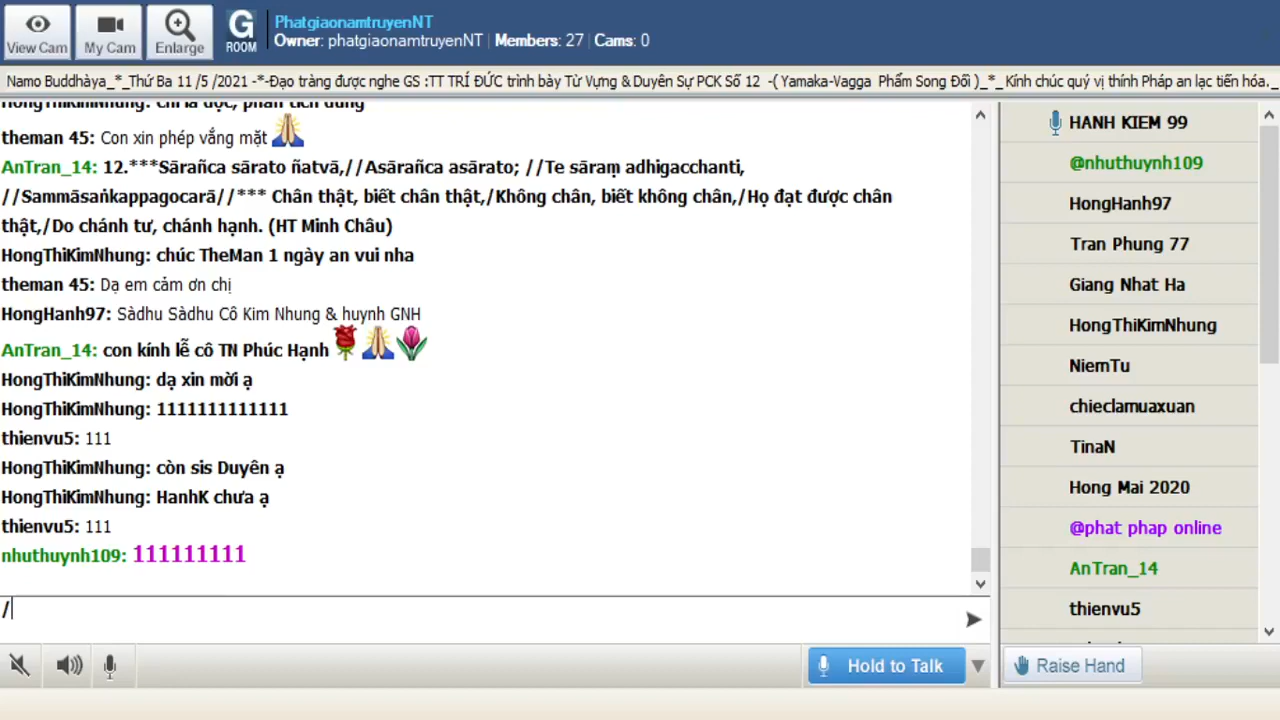 View Cam
My Cam
Enlarge
G
ROOM
PhatgiaonamtruyenNT
Owner: phatgiaonamtruyenNT | Members: 27 | Cams: 0
Namo Buddhàya_*_Thứ Ba 11 /5 /2021 -*-Đạo tràng được nghe GS :TT TRÍ ĐỨC trình bày Từ Vựng & Duyên Sự PCK Số 12 -( Yamaka-Vagga Phẩm Song Đối )_*_ Kính chúc quý vị thính Pháp an lạc tiến hóa._
HongThiKimNhung: chỉ là đọc, phân tích đúng
theman 45: Con xin phép vắng mặt 🙏
AnTran_14: 12.***Sārañca sārato ñatvā,//Asārañca asārato; //Te sāraṃ adhigacchanti,
//Sammāsaṅkappagocarā//*** Chân thật, biết chân thật,/Không chân, biết không chân,/Họ đạt được chân
thật,/Do chánh tư, chánh hạnh. (HT Minh Châu)
HongThiKimNhung: chúc TheMan 1 ngày an vui nha
theman 45: Dạ em cảm ơn chị
HongHanh97: Sàdhu Sàdhu Cô Kim Nhung & huynh GNH
AnTran_14: con kính lễ cô TN Phúc Hạnh 🌹🙏🌷
HongThiKimNhung: dạ xin mời ạ
HongThiKimNhung: 1111111111111
thienvu5: 111
HongThiKimNhung: còn sis Duyên ạ
HongThiKimNhung: HanhK chưa ạ
thienvu5: 111
nhuthuynh109: 111111111
/
Hold to Talk
HANH KIEM 99
@nhuthuynh109
HongHanh97
Tran Phung 77
Giang Nhat Ha
HongThiKimNhung
NiemTu
chieclamuaxuan
TinaN
Hong Mai 2020
@phat phap online
AnTran_14
thienvu5
Raise Hand